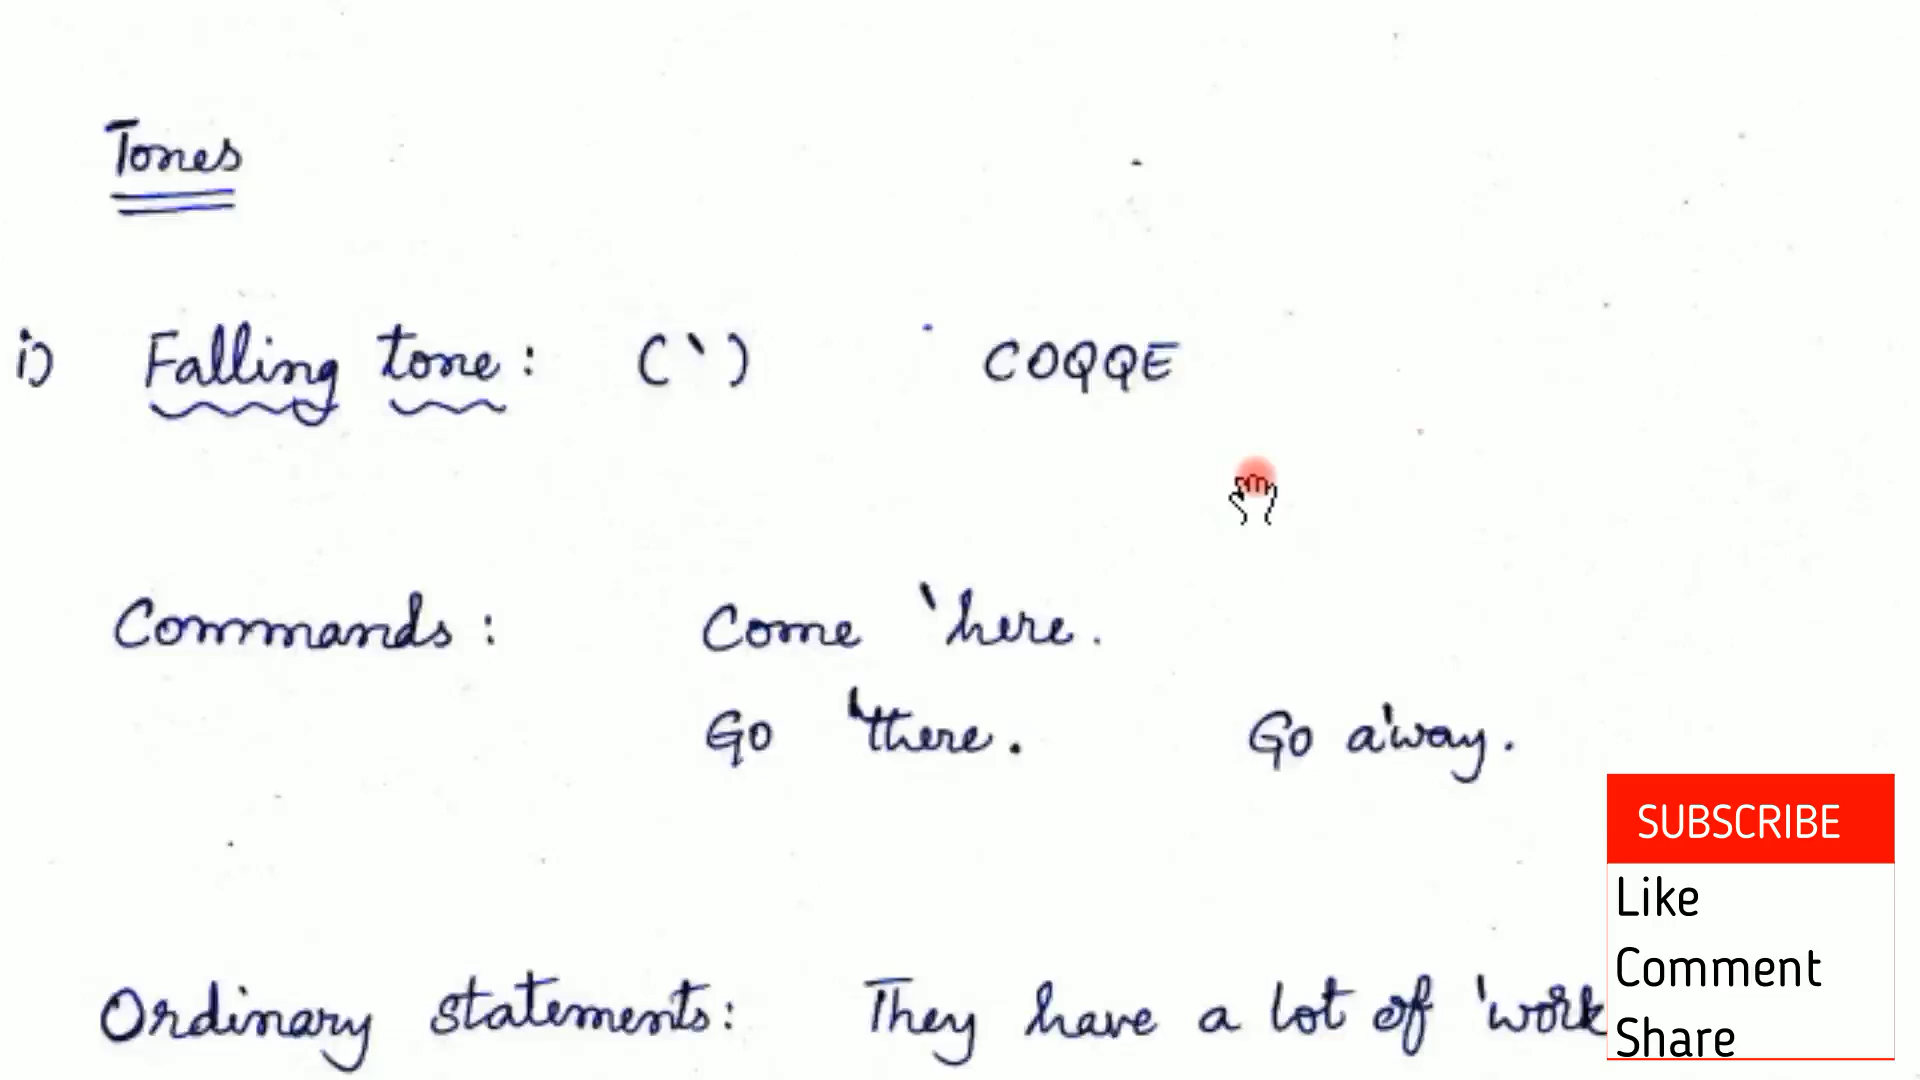 Tones
i) Falling tone: (`) COQQE
Commands: Come `here.
Go `there. Go a`way.
Ordinary statements: They have a lot of `work
SUBSCRIBE
Like
Comment
Share